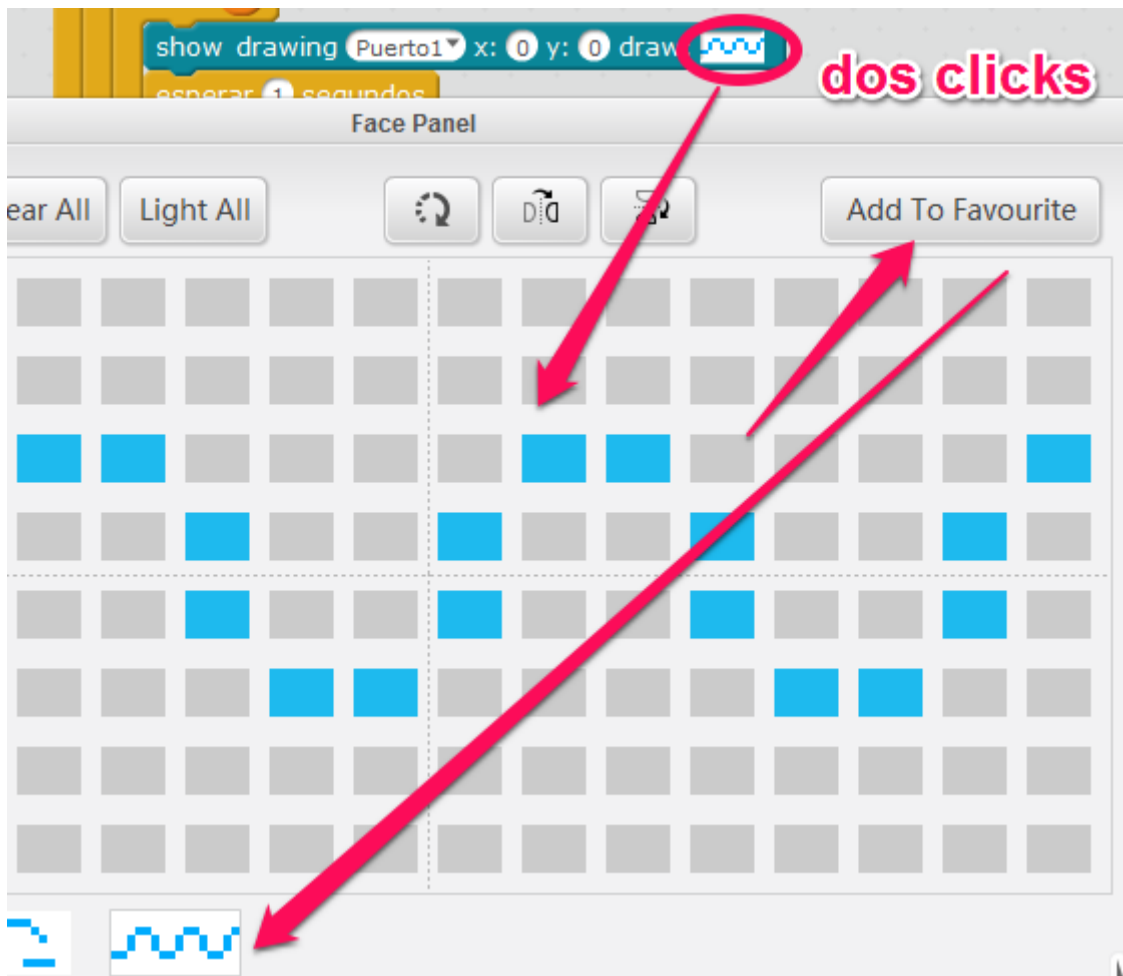 show drawing Puerto1 x: 0 y: 0 draw:
dos clicks
esperar 1 segundos
Face Panel
ear All
Light All
Add To Favourite